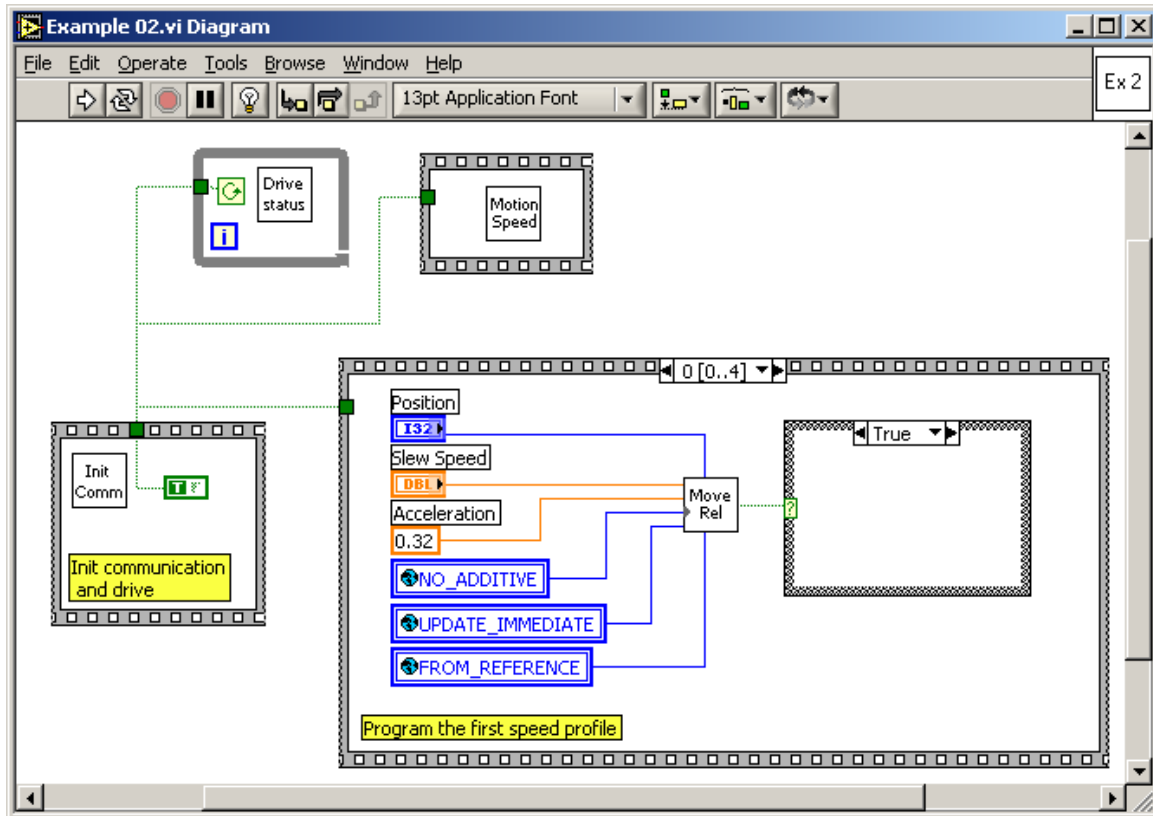 Example 02.vi Diagram
File Edit Operate Tools Browse Window Help
Ex 2
13pt Application Font
Drive
status
i
Motion
Speed
0 [0..4]
Position
I32
Slew Speed
DBL
Acceleration
0.32
NO_ADDITIVE
UPDATE_IMMEDIATE
FROM_REFERENCE
Move
Rel
True
?
Program the first speed profile
Init
Comm
T
Init communication
and drive